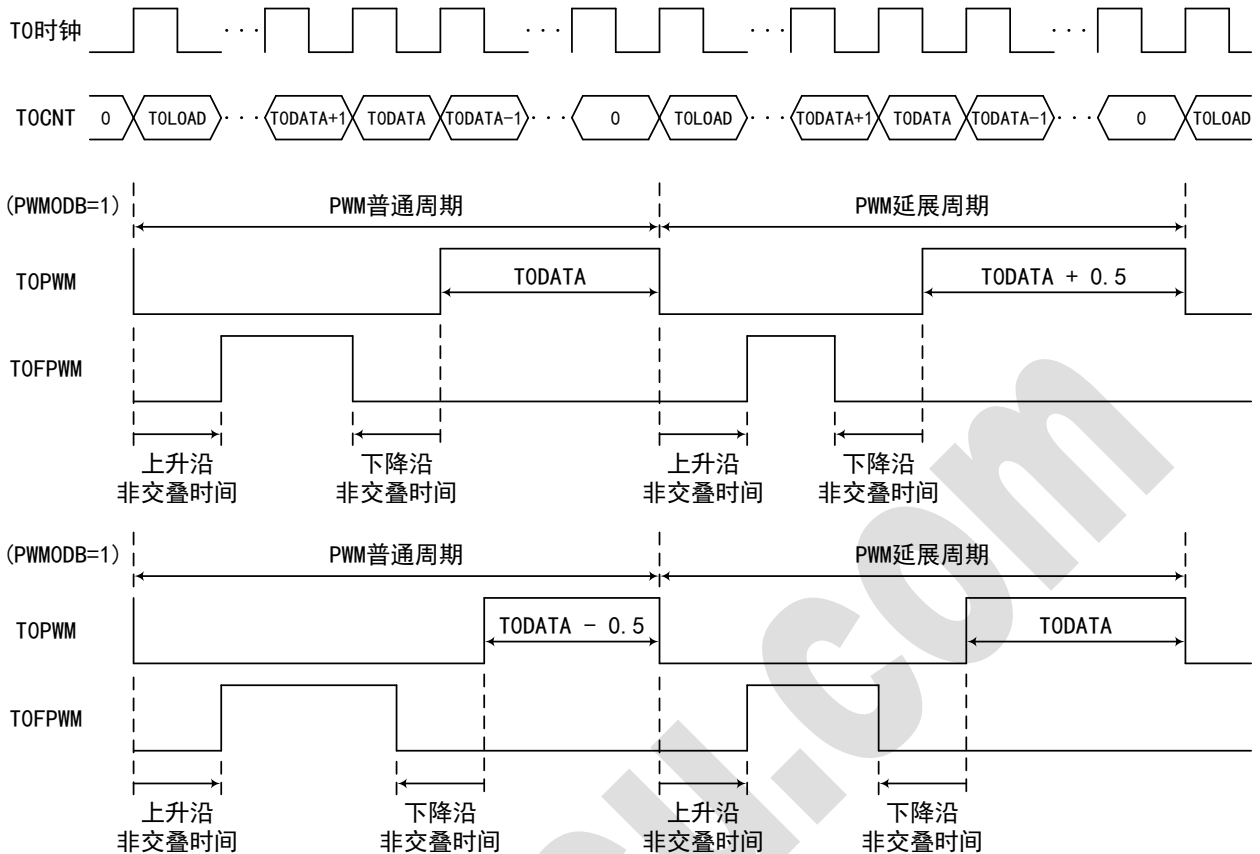 T0时钟 ··· ··· ··· ···
T0CNT 0 T0LOAD ··· T0DATA+1 T0DATA T0DATA-1 ··· 0 T0LOAD ··· T0DATA+1 T0DATA T0DATA-1 ··· 0 T0LOAD
(PWM0DB=1) PWM普通周期 PWM延展周期
T0PWM T0DATA T0DATA + 0.5
T0FPWM
上升沿 下降沿 上升沿 下降沿
非交叠时间 非交叠时间 非交叠时间 非交叠时间
(PWM0DB=1) PWM普通周期 PWM延展周期
T0PWM T0DATA - 0.5 T0DATA
T0FPWM
上升沿 下降沿 上升沿 下降沿
非交叠时间 非交叠时间 非交叠时间 非交叠时间